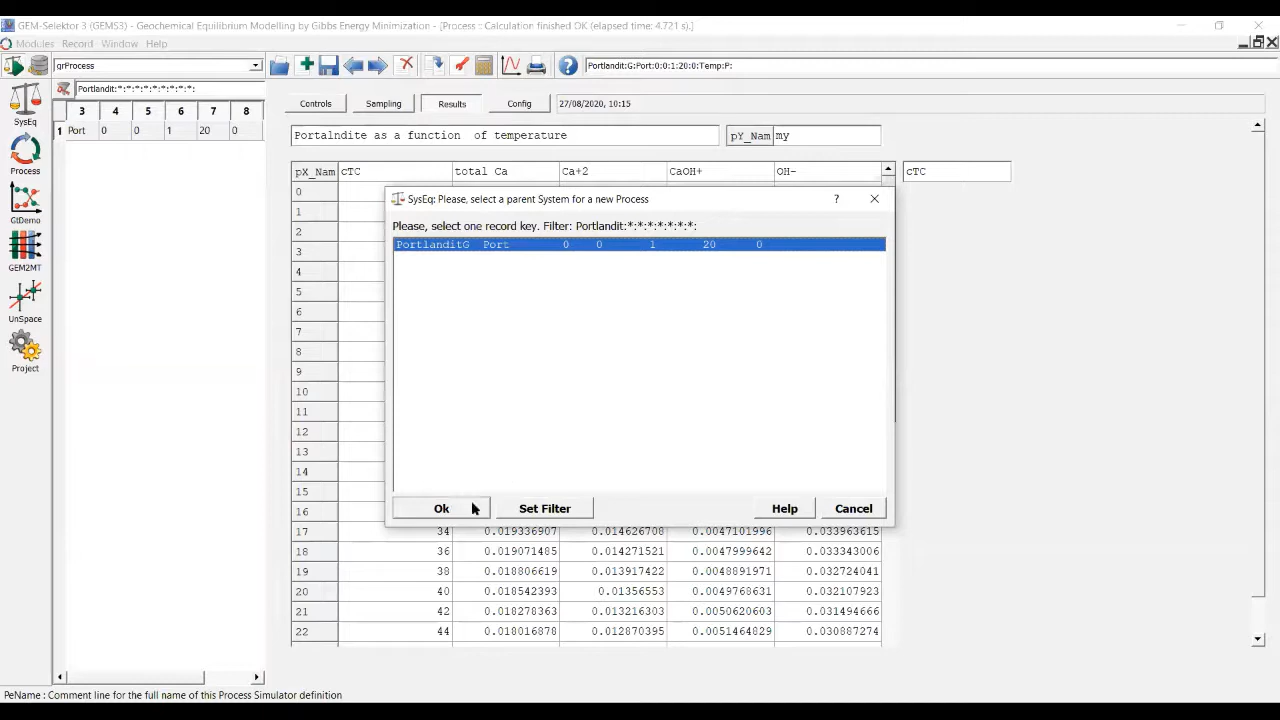 GEM-Selektor 3 (GEMS3) - Geochemical Equilibrium Modelling by Gibbs Energy Minimization - [Process :: Calculation finished OK (elapsed time: 4.721 s).]
Modules Record Window Help
grProcess
Portlandit:G:Port:0:0:1:20:0:Temp:P:
Portlandit:*:*:*:*:*:*:*:
3 4 5 6 7 8
1 Port 0 0 1 20 0
SysEq
Process
GtDemo
GEM2MT
UnSpace
Project
Controls Sampling Results Config 27/08/2020, 10:15
Portalndite as a function of temperature pY_Nam my
pX_Nam cTC total Ca Ca+2 CaOH+ OH- cTC
0
1
2
3
4
5
6
7
8
9
10
11
12
13
14
15
16
SysEq: Please, select a parent System for a new Process ?
Please, select one record key. Filter: Portlandit:*:*:*:*:*:*:*:
PortlanditG Port 0 0 1 20 0
Ok Set Filter Help Cancel
17 34 0.019336907 0.014626708 0.0047101996 0.033963615
18 36 0.019071485 0.014271521 0.0047999642 0.033343006
19 38 0.018806619 0.013917422 0.0048891971 0.032724041
20 40 0.018542393 0.01356553 0.0049768631 0.032107923
21 42 0.018278363 0.013216303 0.0050620603 0.031494666
22 44 0.018016878 0.012870395 0.0051464829 0.030887274
PeName : Comment line for the full name of this Process Simulator definition